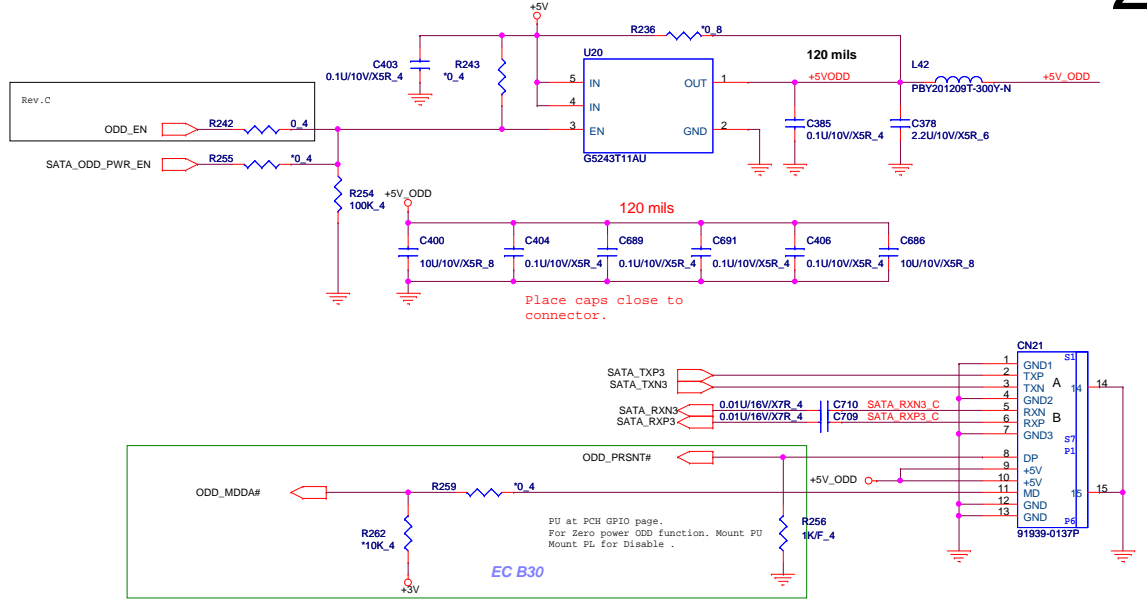 +5V
R236 *0_8
C403
0.1U/10V/X5R_4
R243
*0_4
U20
5 IN
4 IN
3 EN
OUT 1
GND 2
G5243T11AU
120 mils
+5VODD
L42
PBY201209T-300Y-N
+5V_ODD
C385
0.1U/10V/X5R_4
C378
2.2U/10V/X5R_6
Rev.C
ODD_EN R242 0_4
SATA_ODD_PWR_EN R255 *0_4
R254
100K_4
+5V_ODD
120 mils
C400
10U/10V/X5R_8
C404
0.1U/10V/X5R_4
C689
0.1U/10V/X5R_4
C691
0.1U/10V/X5R_4
C406
0.1U/10V/X5R_4
C686
10U/10V/X5R_8
Place caps close to
connector.
CN21
SATA_TXP3
SATA_TXN3
SATA_RXN3 0.01U/16V/X7R_4 C710 SATA_RXN3_C
SATA_RXP3 0.01U/16V/X7R_4 C709 SATA_RXP3_C
1 GND1 S1
2 TXP
3 TXN A 14 14
4 GND2
5 RXN
6 RXP B
7 GND3 S7
P1
8 DP
9 +5V
10 +5V
11 MD 15 15
12 GND
13 GND P6
91939-0137P
ODD_PRSNT#
+5V_ODD
ODD_MDDA# R259 *0_4
R262
*10K_4
+3V
PU at PCH GPIO page.
For Zero power ODD function. Mount PU
Mount PL for Disable .
R256
1K/F_4
EC B30